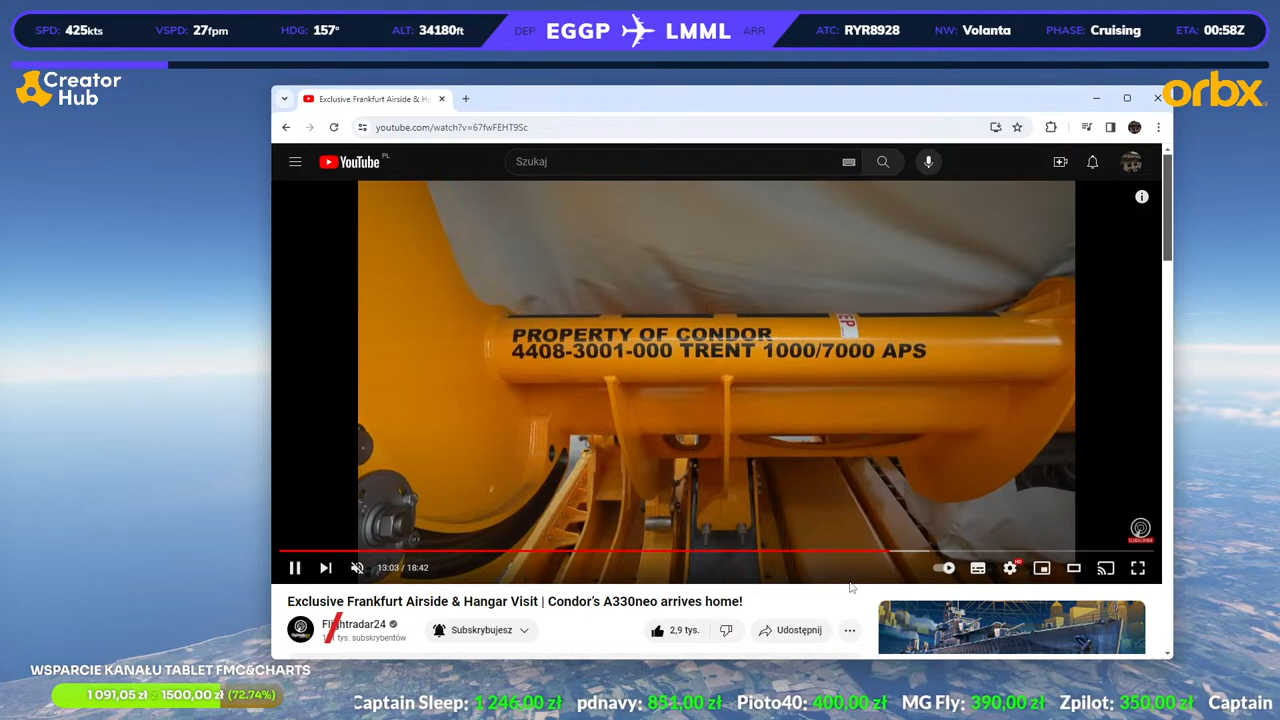 SPD: 425kts VSPD: 27fpm HDG: 157° ALT: 34180ft DEP EGGP LMML ARR ATC: RYR8928 NW: Volanta PHASE: Cruising ETA: 00:58Z
Creator
Hub
orbx
Exclusive Frankfurt Airside & Ha
youtube.com/watch?v=67fwFEHT9Sc
YouTube PL
Szukaj
PROPERTY OF CONDOR
4408-3001-000 TRENT 1000/7000 APS
SUBSCRIBE
13:03 / 18:42
HD
Exclusive Frankfurt Airside & Hangar Visit | Condor's A330neo arrives home!
Flightradar24
tys. subskrybentów
Subskrybujesz
2,9 tys.
Udostępnij
WSPARCIE KANAŁU TABLET FMC&CHARTS
1 091,05 zł z 1500,00 zł (72.74%)
Captain Sleep: 1 246,00 zł pdnavy: 851,00 zł Pioto40: 400,00 zł MG Fly: 390,00 zł Zpilot: 350,00 zł Captain